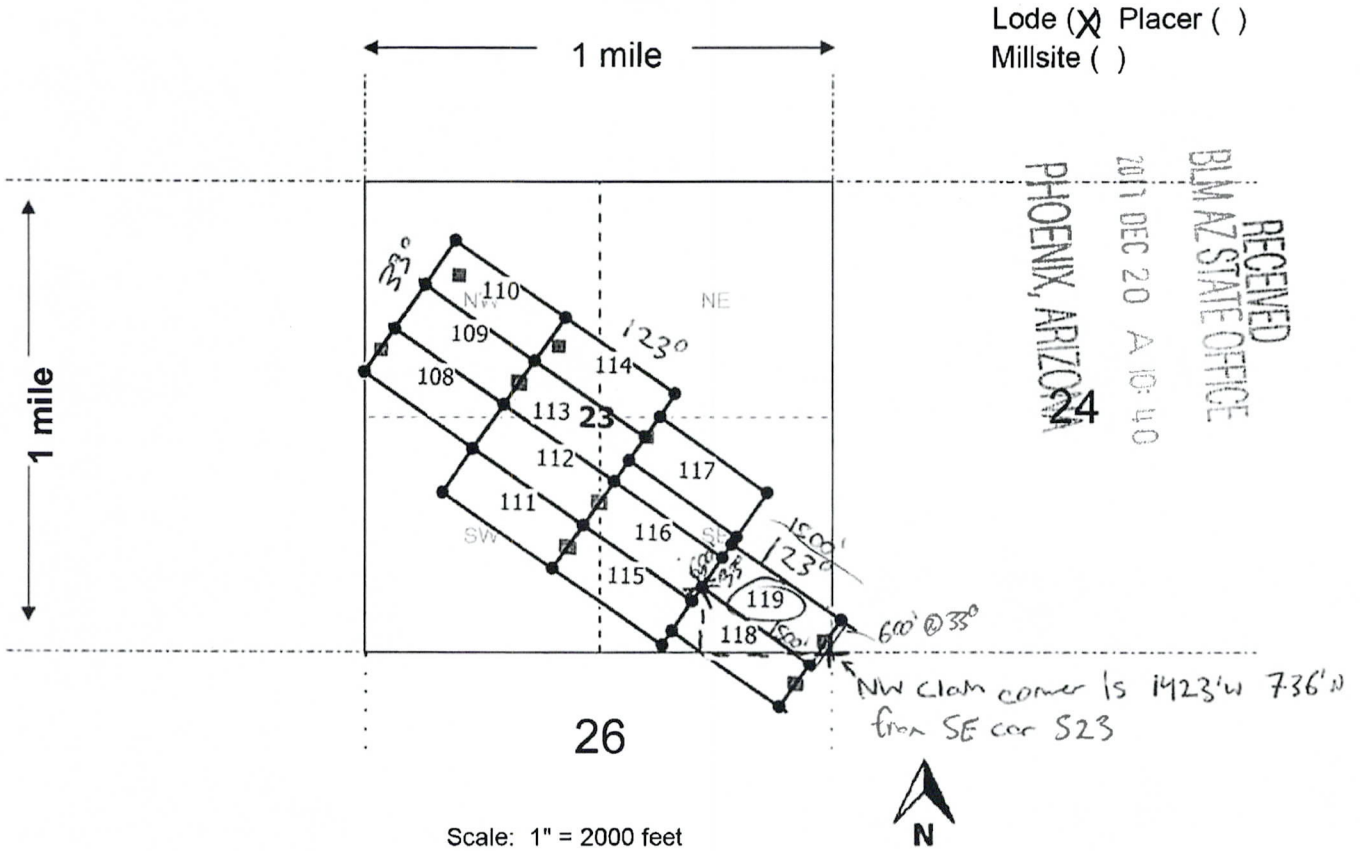 Lode (X) Placer ( )
Millsite ( )
1 mile
1 mile
RECEIVED
BLM AZ STATE OFFICE
2011 DEC 20 A 10:40
PHOENIX, ARIZONA
24
33°
110
NW
NE
109
123°
114
108
113
23
112
117
111
116
SW
SE
1500'
123°
115
33°
119
118
1500'
600' @ 33°
NW claim corner is 1423'W 736'N
from SE cor S23
26
N
Scale: 1" = 2000 feet